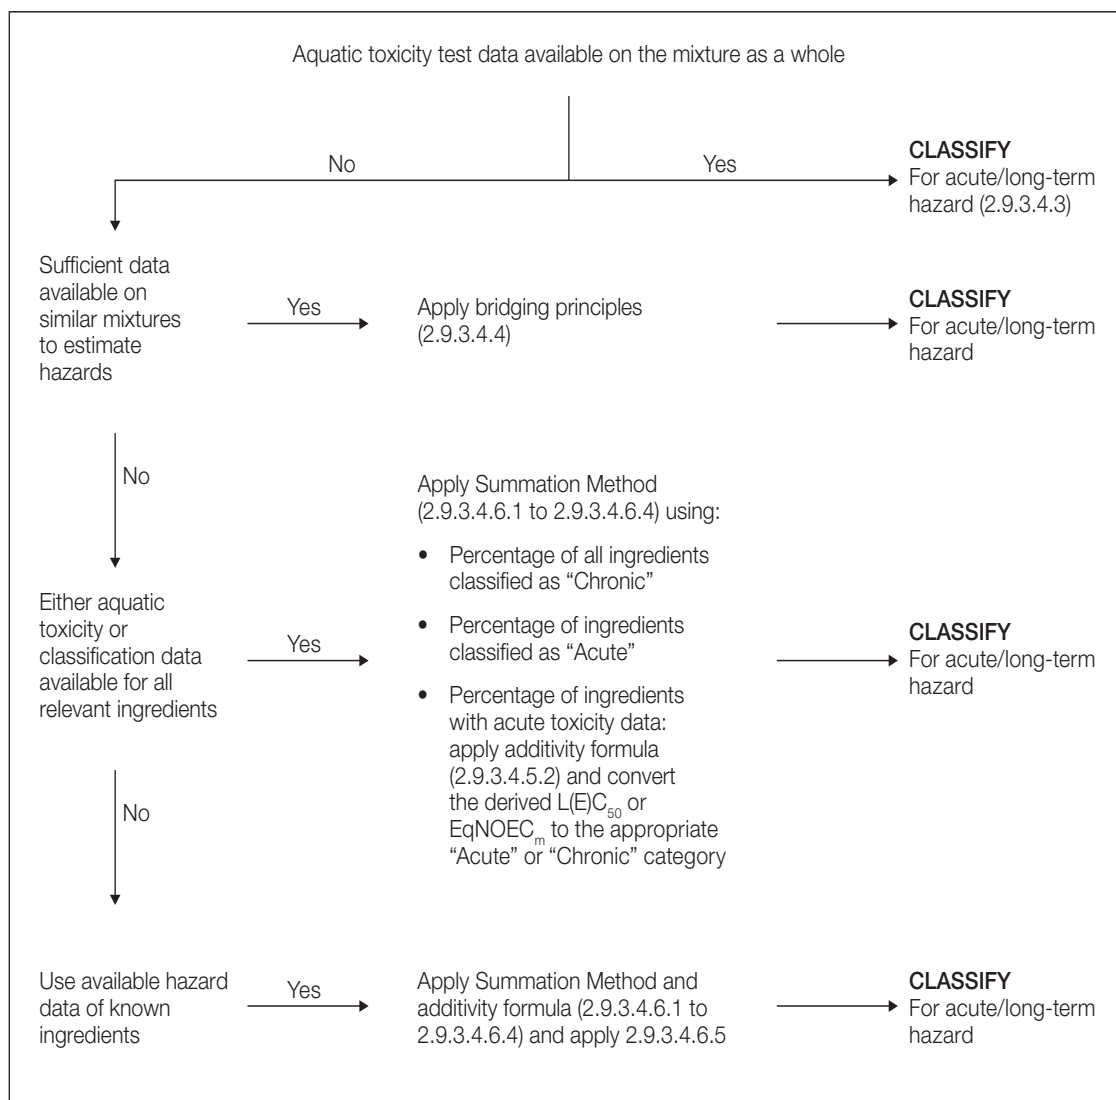 Aquatic toxicity test data available on the mixture as a whole
No
Yes
CLASSIFY
For acute/long-term
hazard (2.9.3.4.3)
Sufficient data
available on
similar mixtures
to estimate
hazards
Yes
Apply bridging principles
(2.9.3.4.4)
CLASSIFY
For acute/long-term
hazard
No
Either aquatic
toxicity or
classification data
available for all
relevant ingredients
Yes
Apply Summation Method
(2.9.3.4.6.1 to 2.9.3.4.6.4) using:
• Percentage of all ingredients
classified as “Chronic”
• Percentage of ingredients
classified as “Acute”
• Percentage of ingredients
with acute toxicity data:
apply additivity formula
(2.9.3.4.5.2) and convert
the derived L(E)C50 or
EqNOECm to the appropriate
“Acute” or “Chronic” category
CLASSIFY
For acute/long-term
hazard
No
Use available hazard
data of known
ingredients
Yes
Apply Summation Method and
additivity formula (2.9.3.4.6.1 to
2.9.3.4.6.4) and apply 2.9.3.4.6.5
CLASSIFY
For acute/long-term
hazard